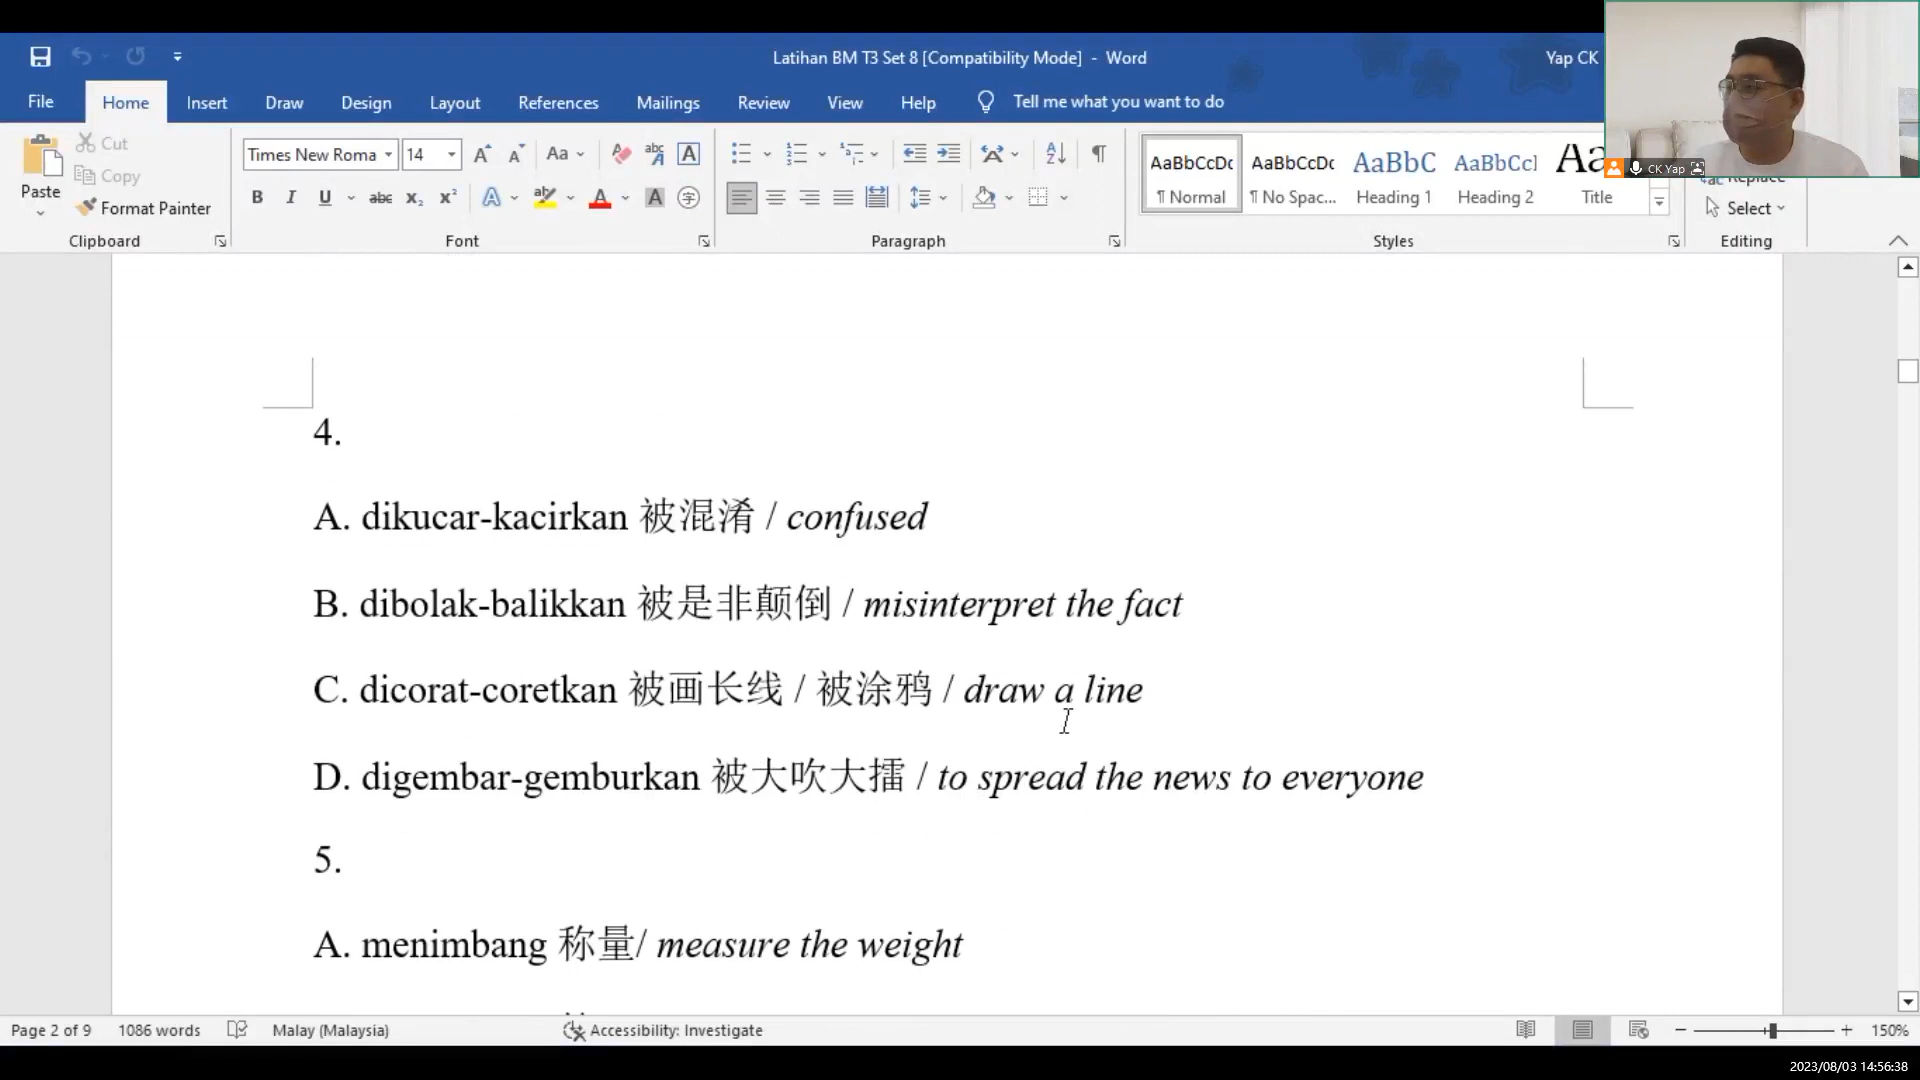 Latihan BM T3 Set 8 [Compatibility Mode] - Word
Yap CK
File Home Insert Draw Design Layout References Mailings Review View Help Tell me what you want to do
Paste
Cut
Copy
Format Painter
Clipboard
Times New Roma 14
Font
Paragraph
AaBbCcDc AaBbCcDc AaBbC AaBbCc
¶ Normal ¶ No Spac... Heading 1 Heading 2 Title
Styles
Replace
Select
Editing
CK Yap
4.
A. dikucar-kacirkan 被混淆 / confused
B. dibolak-balikkan 被是非颠倒 / misinterpret the fact
C. dicorat-coretkan 被画长线 / 被涂鸦 / draw a line
D. digembar-gemburkan 被大吹大擂 / to spread the news to everyone
5.
A. menimbang 称量/ measure the weight
Page 2 of 9 1086 words Malay (Malaysia) Accessibility: Investigate 150%
2023/08/03 14:56:38